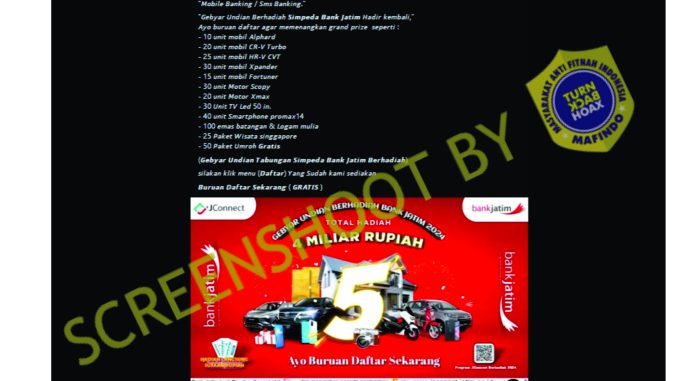 "Mobile Banking / Sms Banking."
"Gebyar Undian Berhadiah Simpeda Bank Jatim Hadir kembali,"
Ayo buruan daftar agar memenangkan grand prize seperti :
- 10 unit mobil Alphard
- 20 unit mobil CR-V Turbo
- 25 unit mobil HR-V CVT
- 30 unit mobil Xpander
- 15 unit mobil Fortuner
- 30 unit Motor Scopy
- 20 unit Motor Xmax
- 30 Unit TV Led 50 in.
- 40 unit Smartphone promax14
- 100 emas batangan & Logam mulia
- 25 Paket Wisata singgapore
- 50 Paket Umroh Gratis
(Gebyar Undian Tabungan Simpeda Bank Jatim Berhadiah)
silakan klik menu (Daftar) Yang Sudah kami sediakan
Buruan Daftar Sekarang ( GRATIS )
JConnect
bankjatim
GEBYAR UNDIAN BERHADIAH BANK JATIM 2024
TOTAL HADIAH
4 MILIAR RUPIAH
5
bankjatim
bankjatim
Ayo Buruan Daftar Sekarang
SCREENSHOOT BY
MASYARAKAT ANTI FITNAH INDONESIA
TURN
BACK
HOAX
MAFINDO